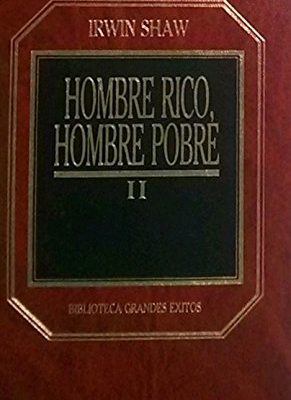 IRWIN SHAW
HOMBRE RICO,
HOMBRE POBRE
II
BIBLIOTECA GRANDES EXITOS